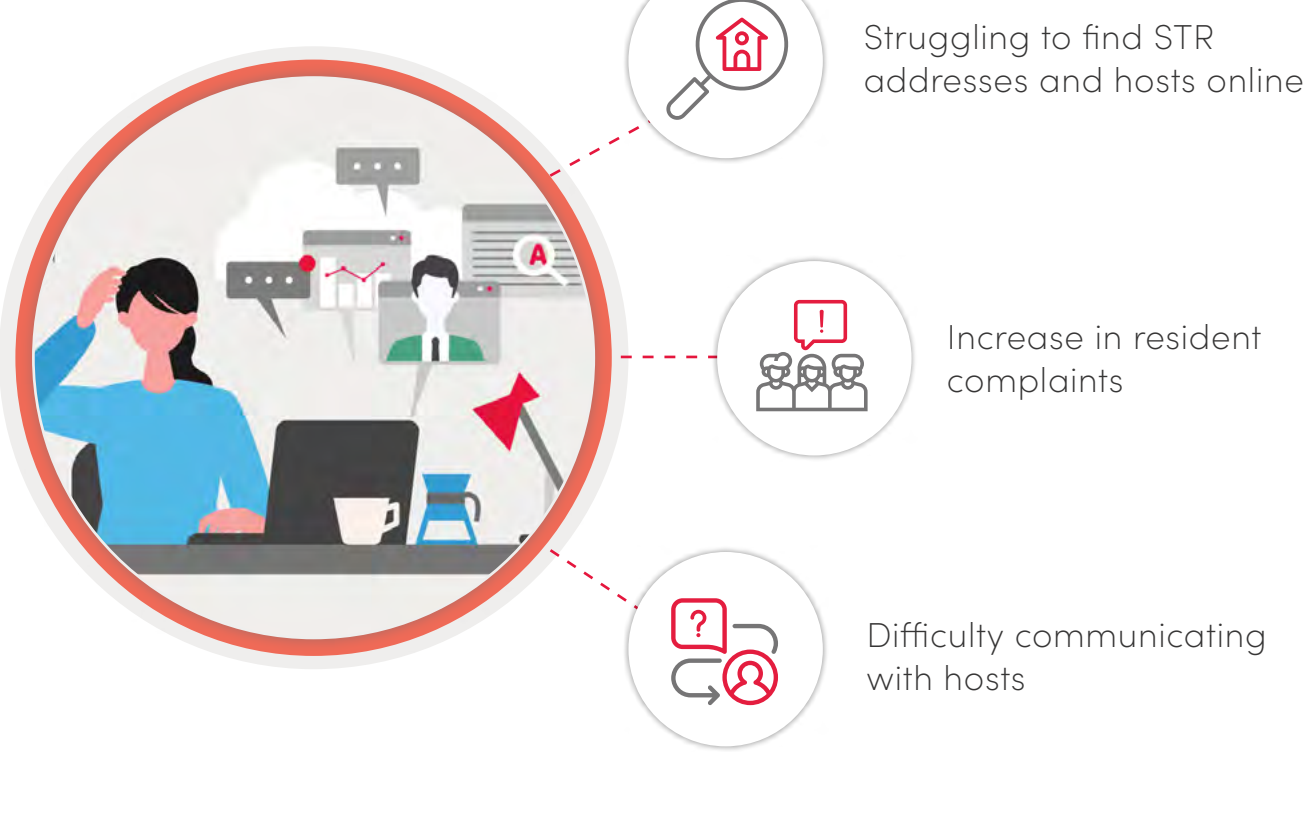 Struggling to find STR
addresses and hosts online
A
!
Increase in resident
complaints
?
Difficulty communicating
with hosts